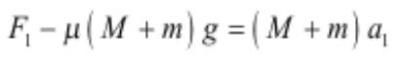 F₁ − μ(M + m)g = (M + m)a₁